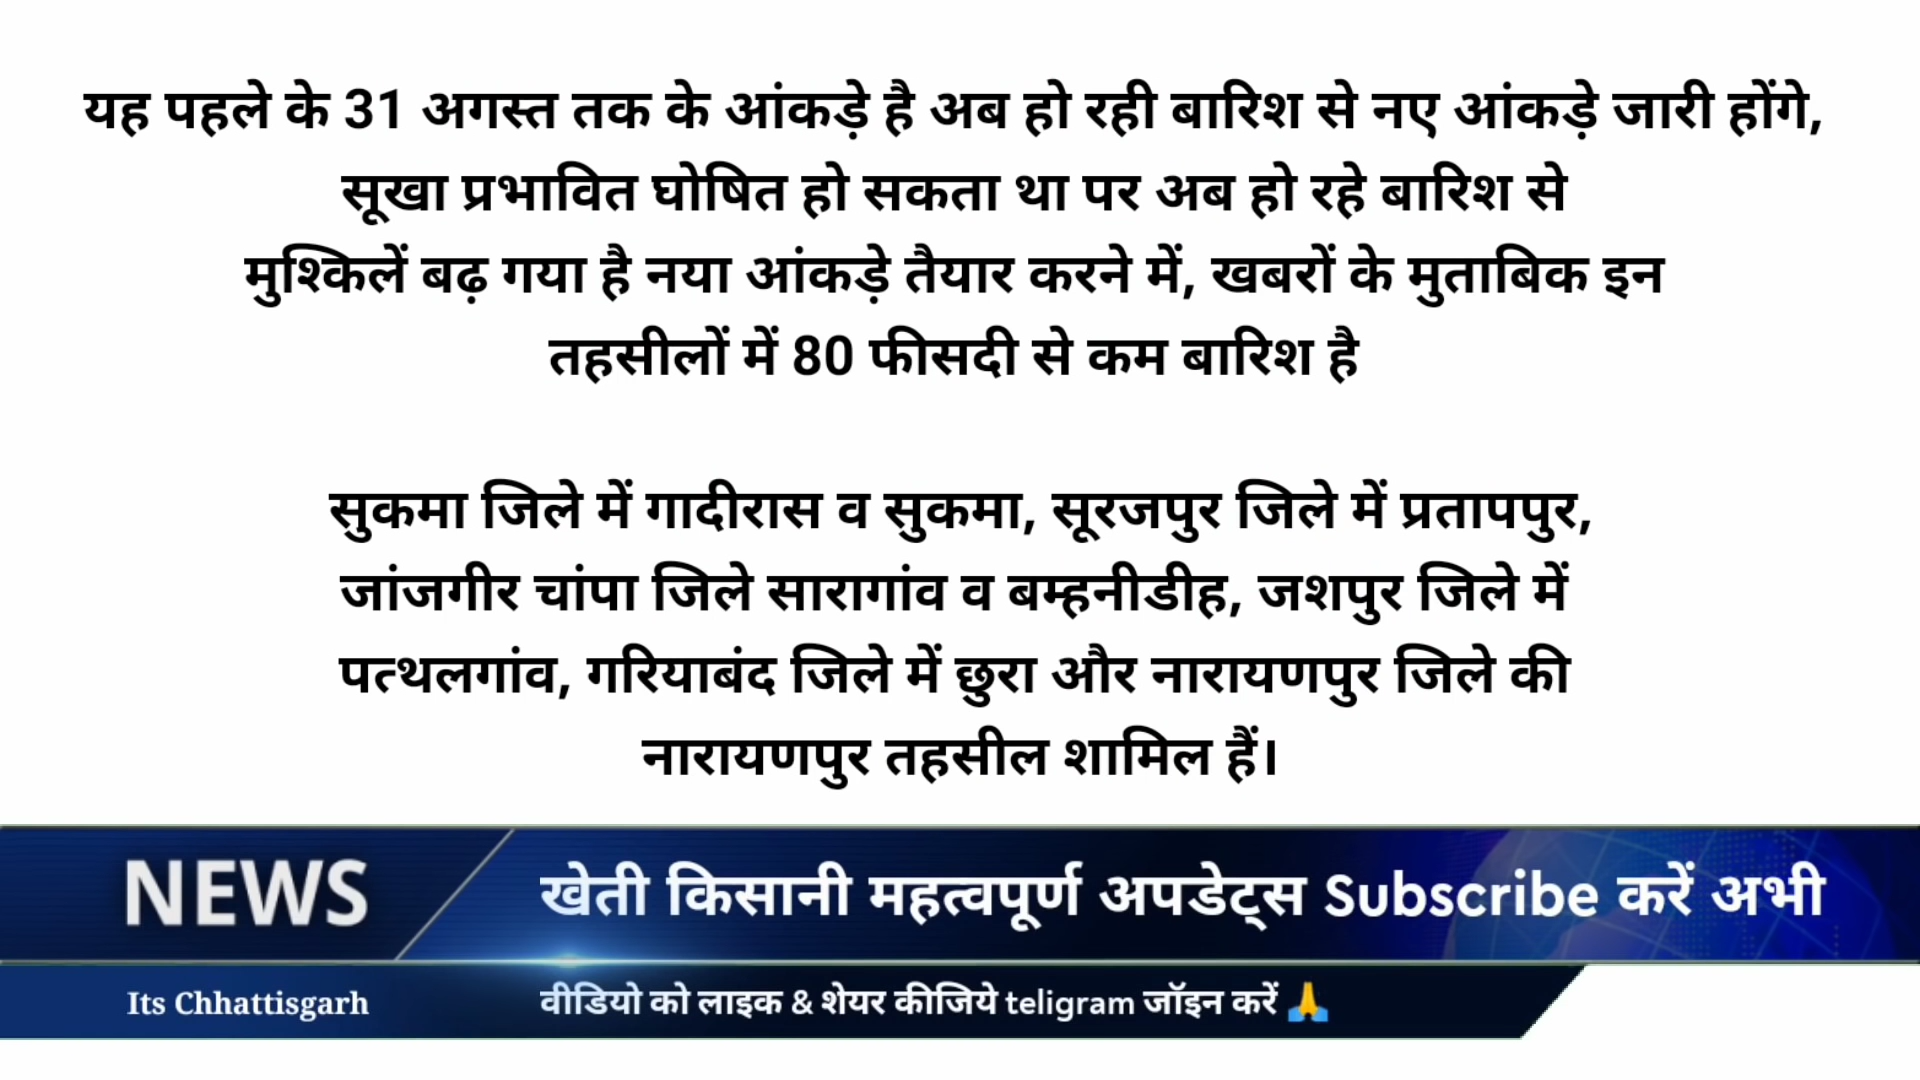 यह पहले के 31 अगस्त तक के आंकड़े है अब हो रही बारिश से नए आंकड़े जारी होंगे,
सूखा प्रभावित घोषित हो सकता था पर अब हो रहे बारिश से
मुश्किलें बढ़ गया है नया आंकड़े तैयार करने में, खबरों के मुताबिक इन
तहसीलों में 80 फीसदी से कम बारिश है
सुकमा जिले में गादीरास व सुकमा, सूरजपुर जिले में प्रतापपुर,
जांजगीर चांपा जिले सारागांव व बम्हनीडीह, जशपुर जिले में
पत्थलगांव, गरियाबंद जिले में छुरा और नारायणपुर जिले की
नारायणपुर तहसील शामिल हैं।
NEWS
खेती किसानी महत्वपूर्ण अपडेट्स Subscribe करें अभी
Its Chhattisgarh
वीडियो को लाइक & शेयर कीजिये teligram जॉइन करें 🙏